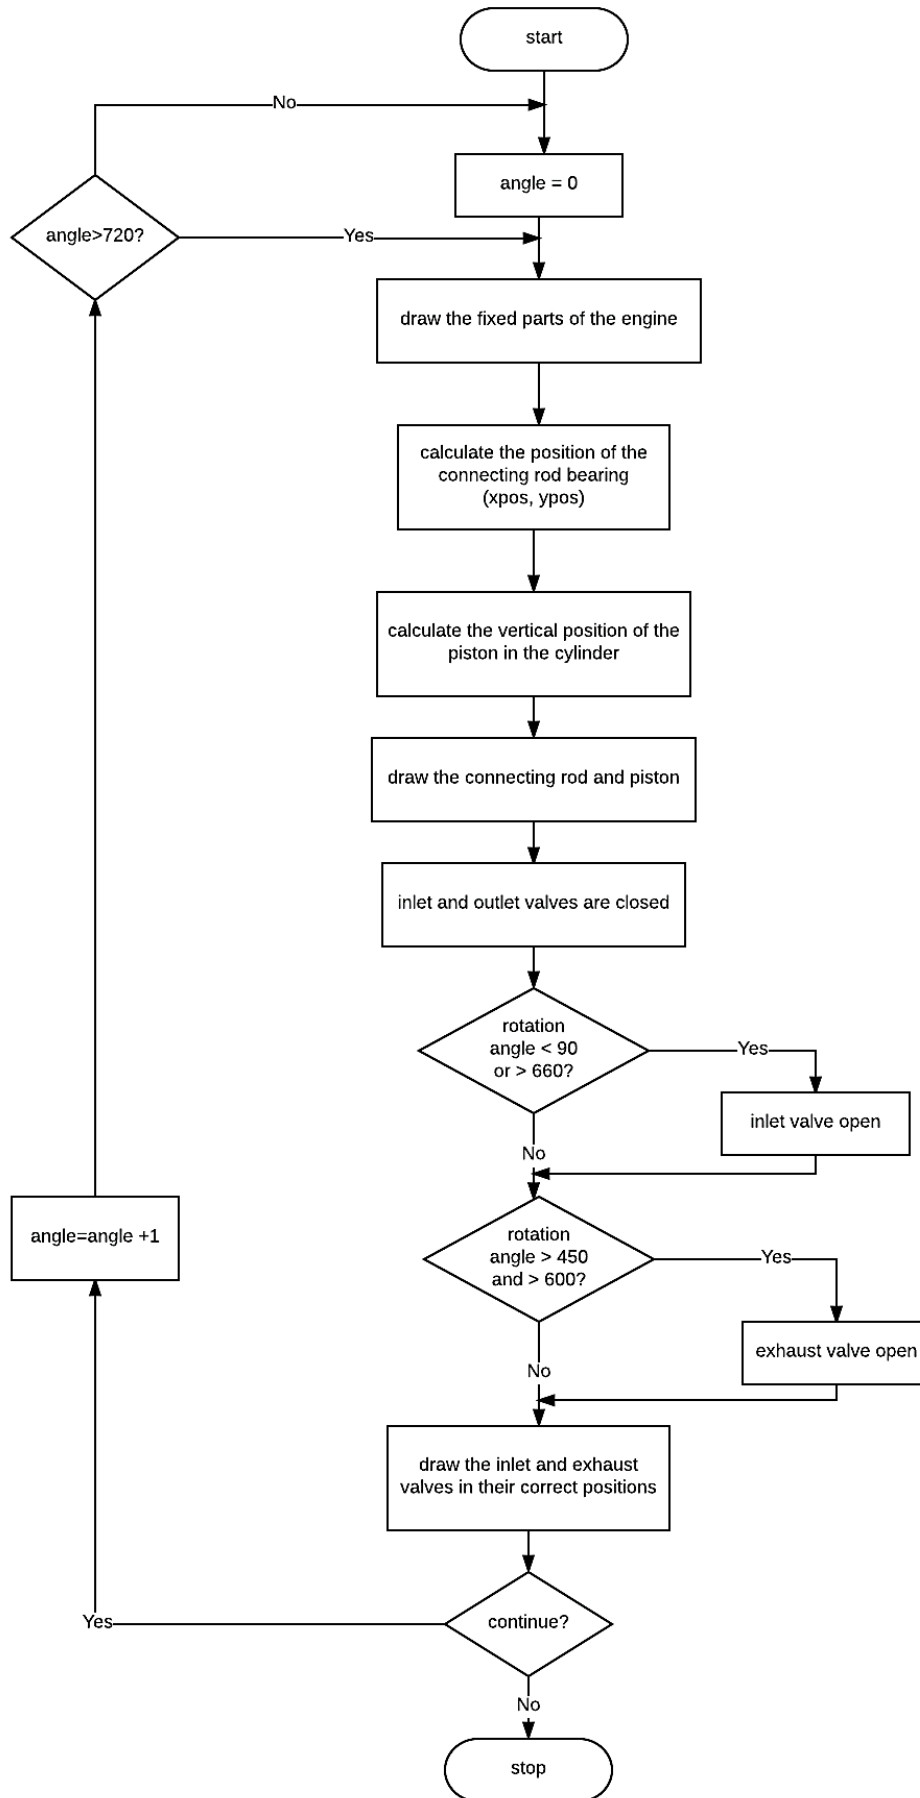 start
No
angle = 0
angle>720?
Yes
draw the fixed parts of the engine
calculate the position of the
connecting rod bearing
(xpos, ypos)
calculate the vertical position of the
piston in the cylinder
draw the connecting rod and piston
inlet and outlet valves are closed
rotation
angle < 90
or > 660?
Yes
inlet valve open
No
angle=angle +1
rotation
angle > 450
and > 600?
Yes
exhaust valve open
No
draw the inlet and exhaust
valves in their correct positions
continue?
Yes
No
stop